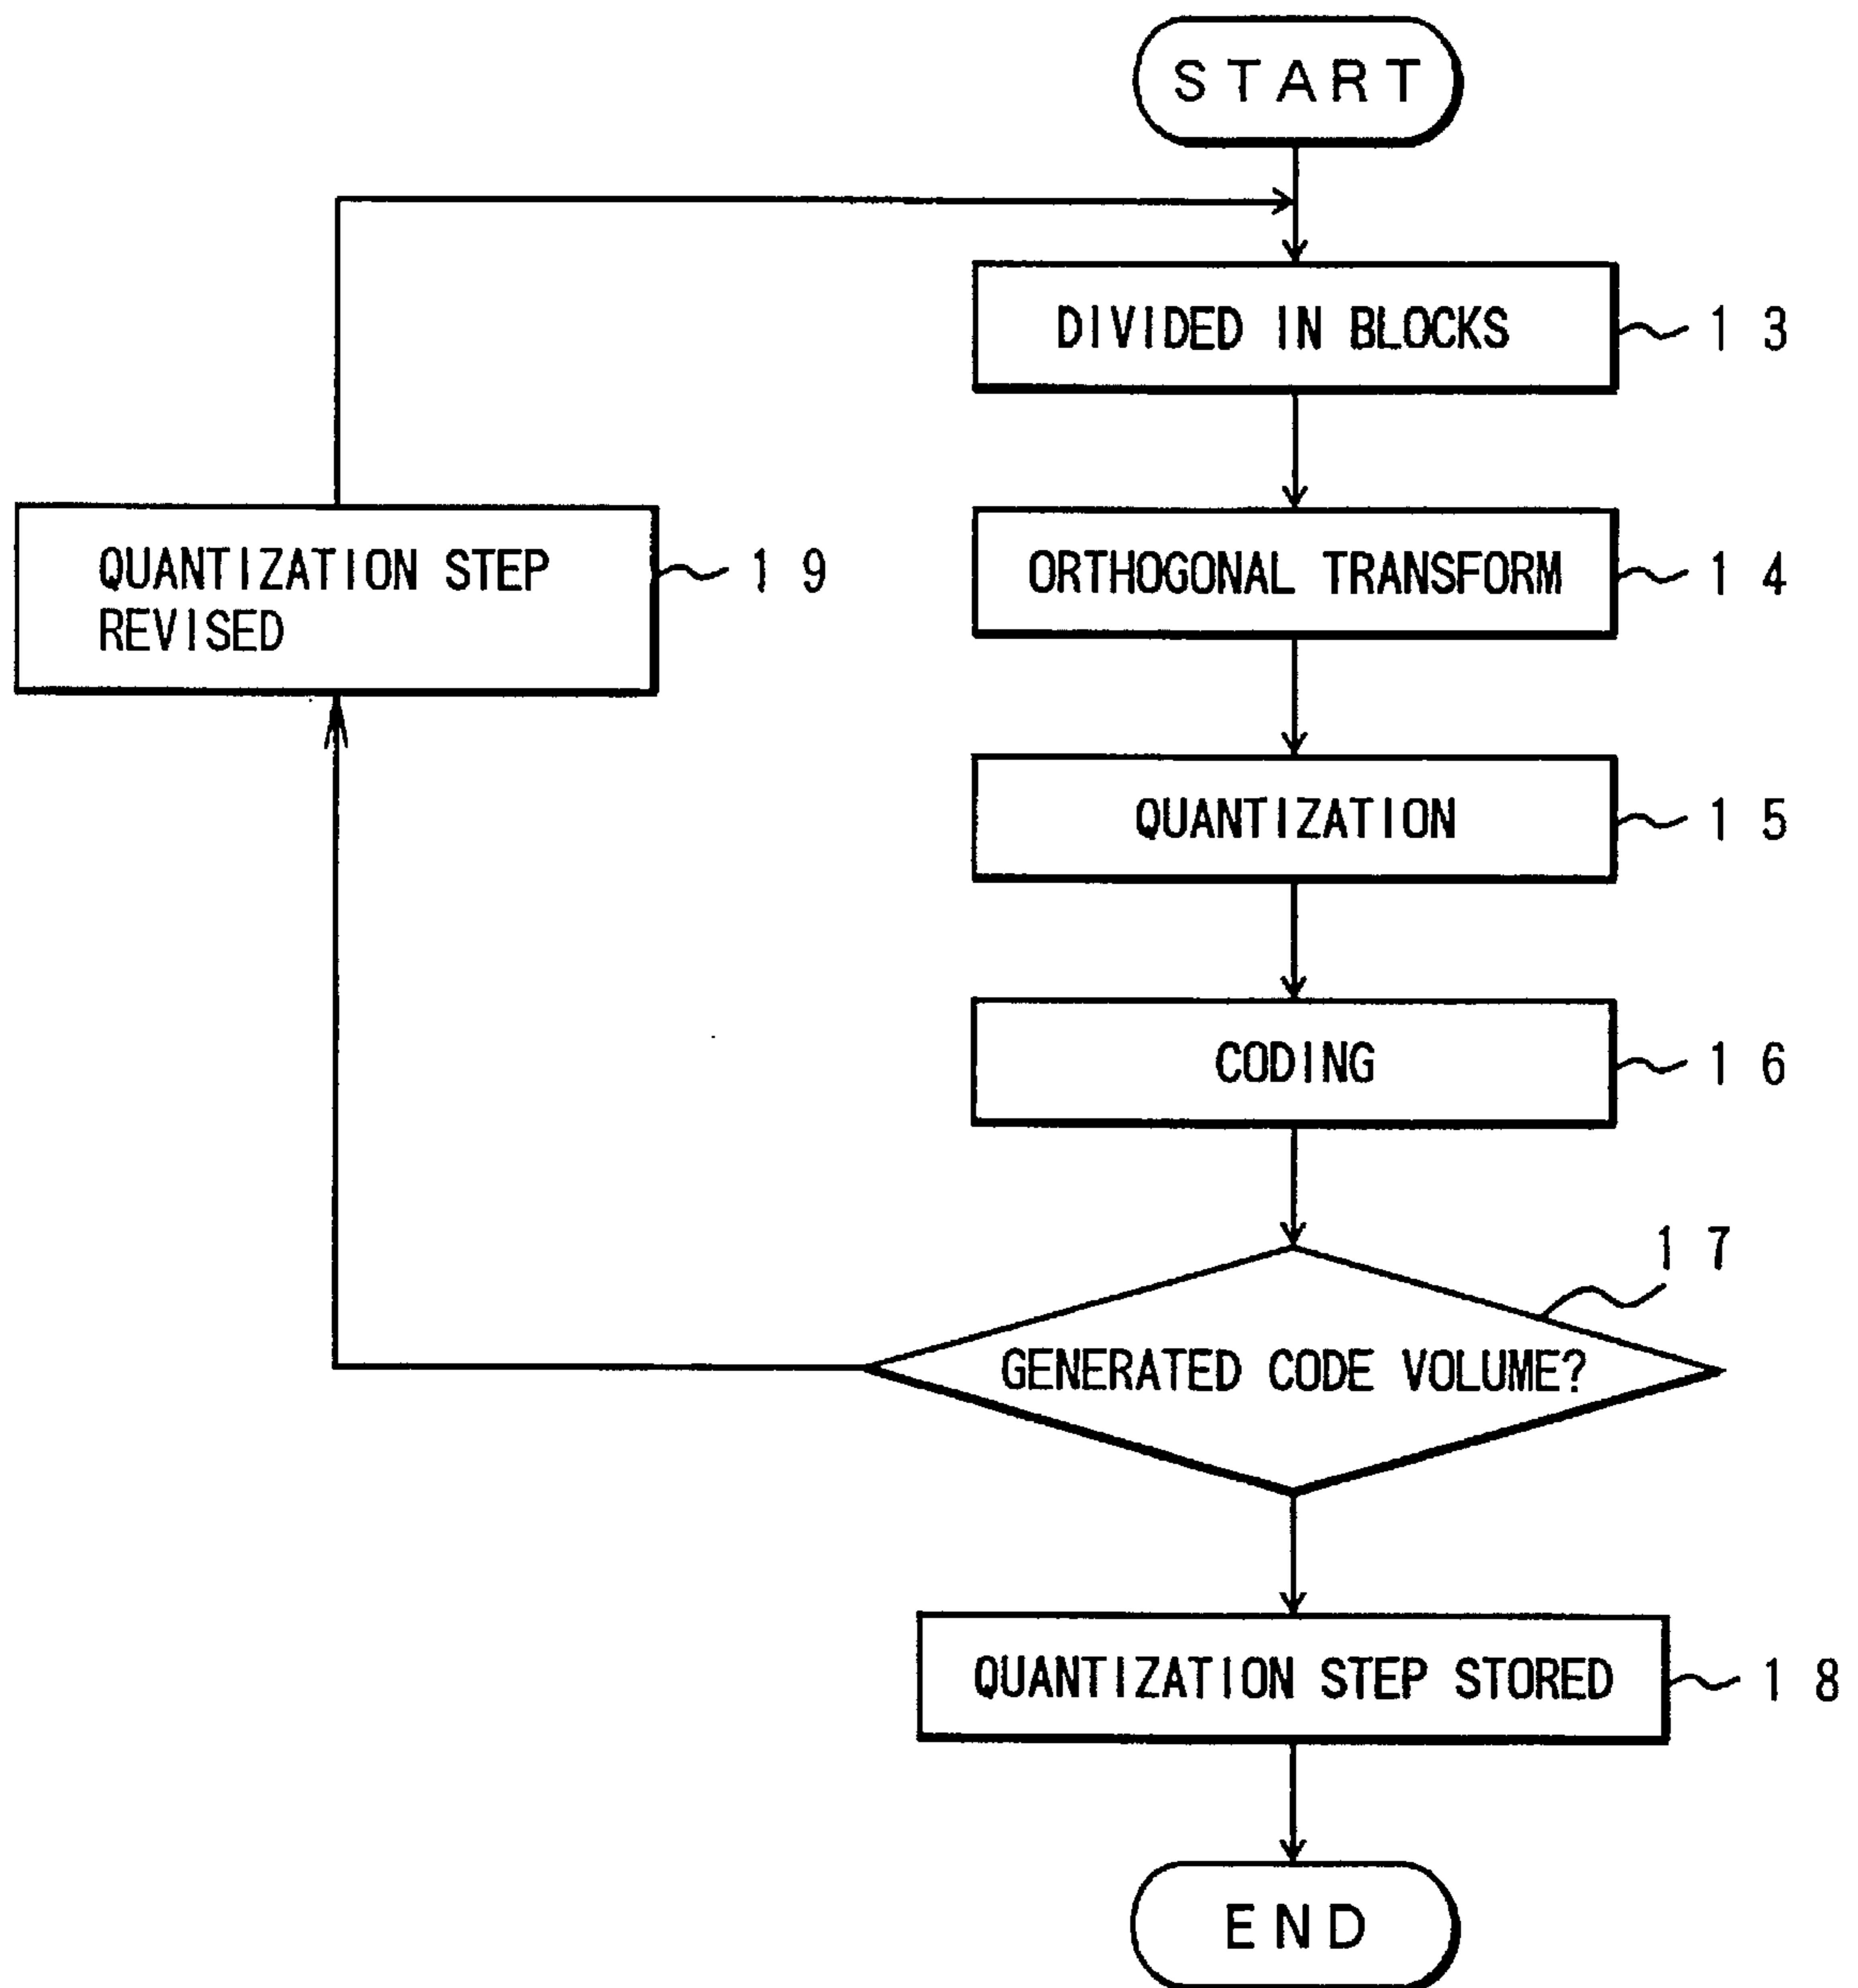 START
DIVIDED IN BLOCKS
13
QUANTIZATION STEP
REVISED
19
ORTHOGONAL TRANSFORM
14
QUANTIZATION
15
CODING
16
17
GENERATED CODE VOLUME?
QUANTIZATION STEP STORED
18
END